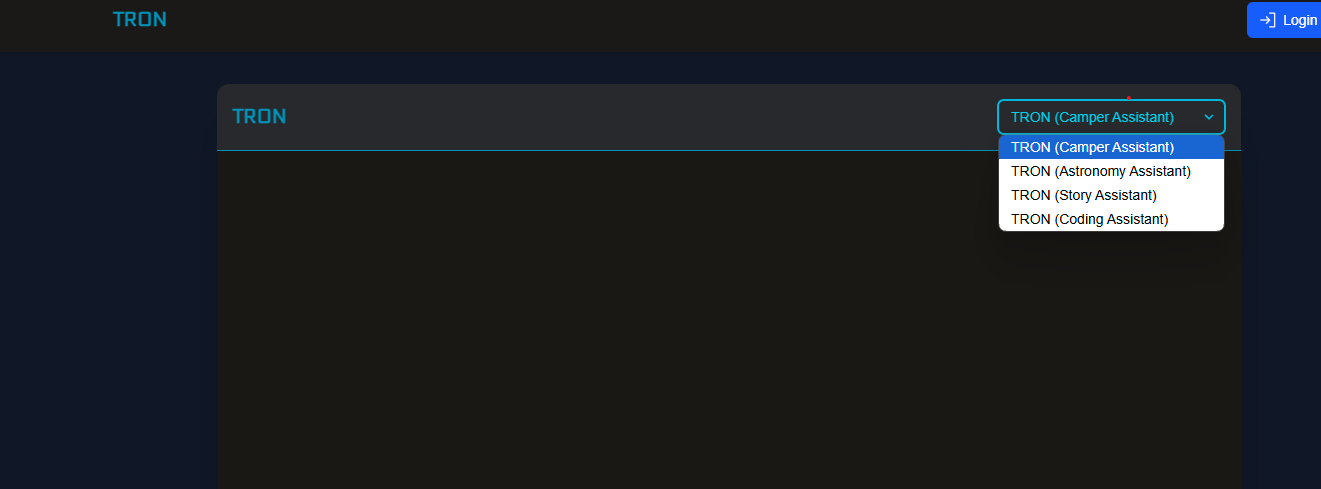 TRON
Login
TRON
TRON (Camper Assistant)
TRON (Camper Assistant)
TRON (Astronomy Assistant)
TRON (Story Assistant)
TRON (Coding Assistant)